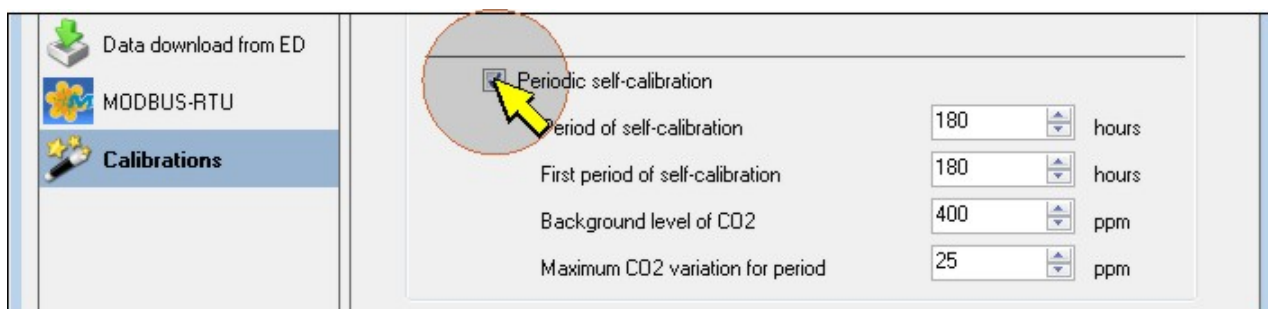 Data download from ED
MODBUS-RTU
Calibrations
Periodic self-calibration
Period of self-calibration 180 hours
First period of self-calibration 180 hours
Background level of CO2 400 ppm
Maximum CO2 variation for period 25 ppm